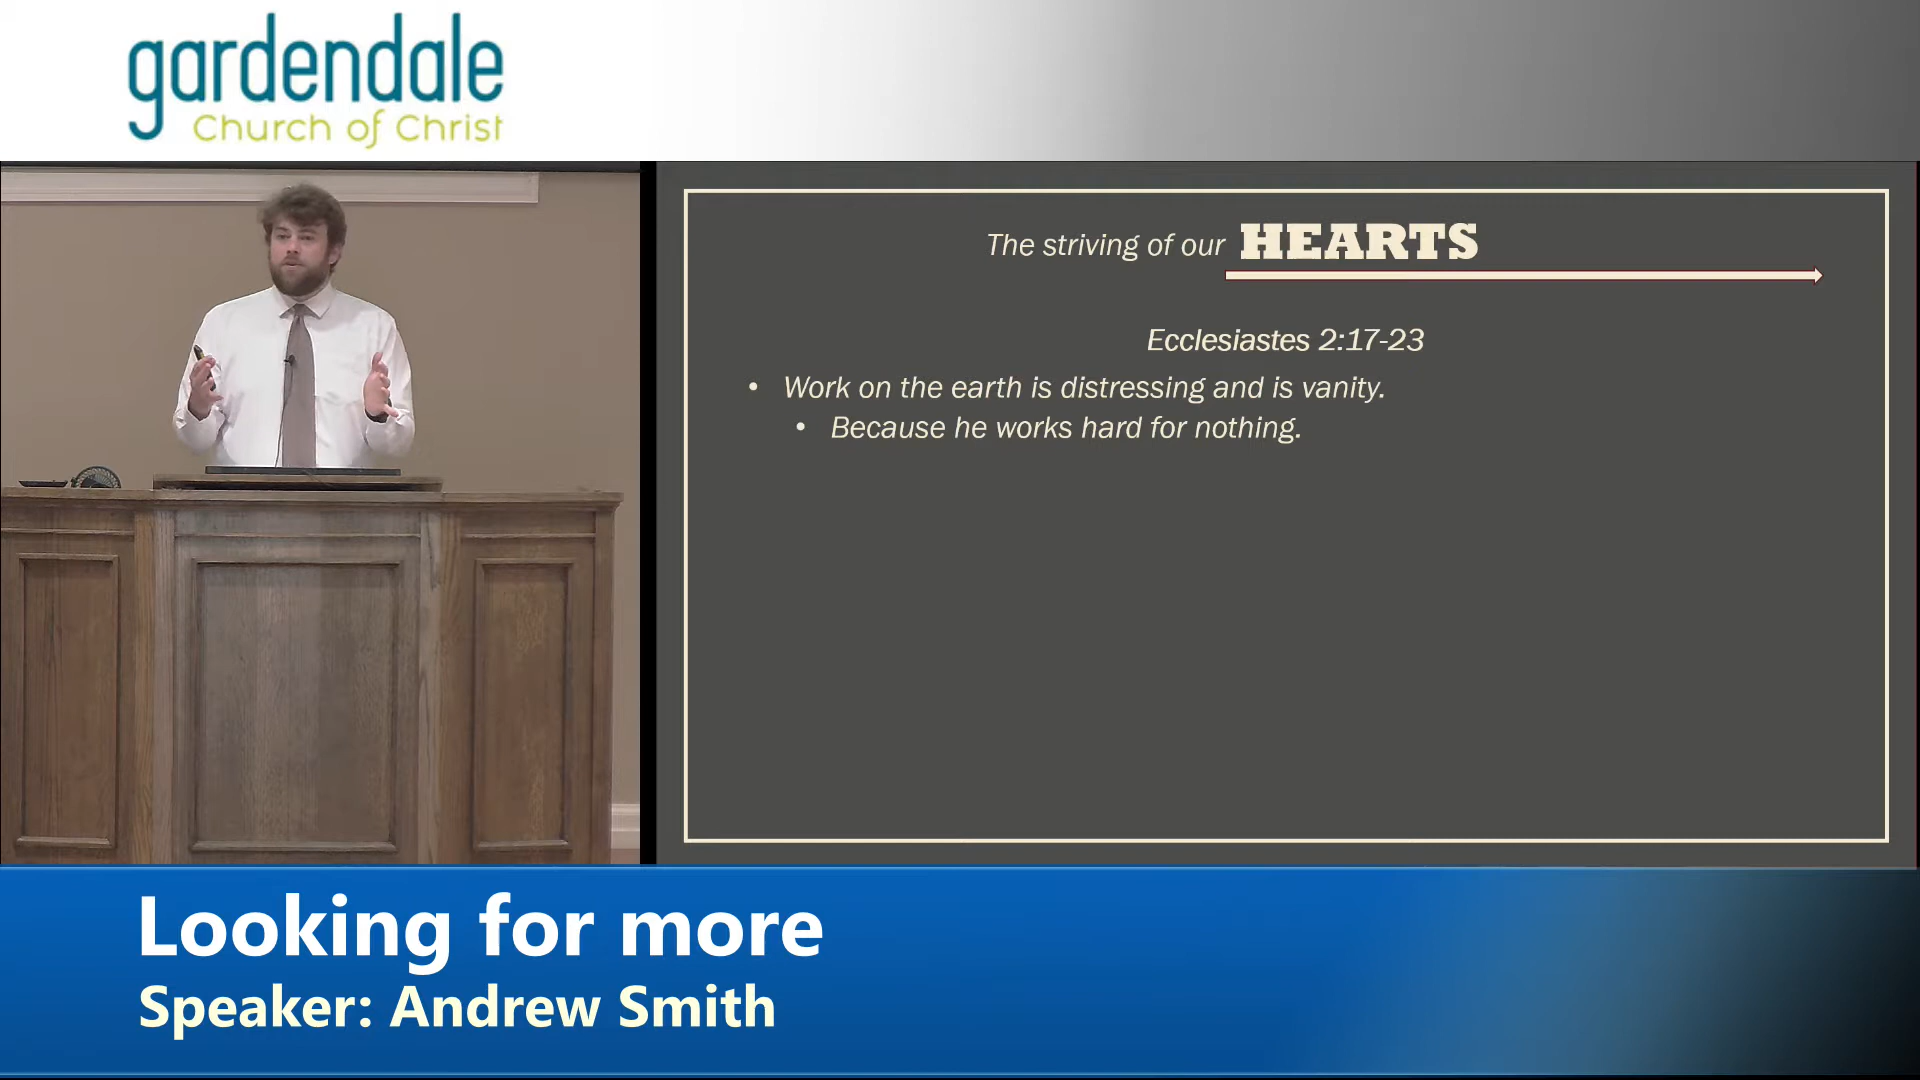 gardendale
Church of Christ
The striving of our HEARTS
Ecclesiastes 2:17-23
• Work on the earth is distressing and is vanity.
• Because he works hard for nothing.
Looking for more
Speaker: Andrew Smith